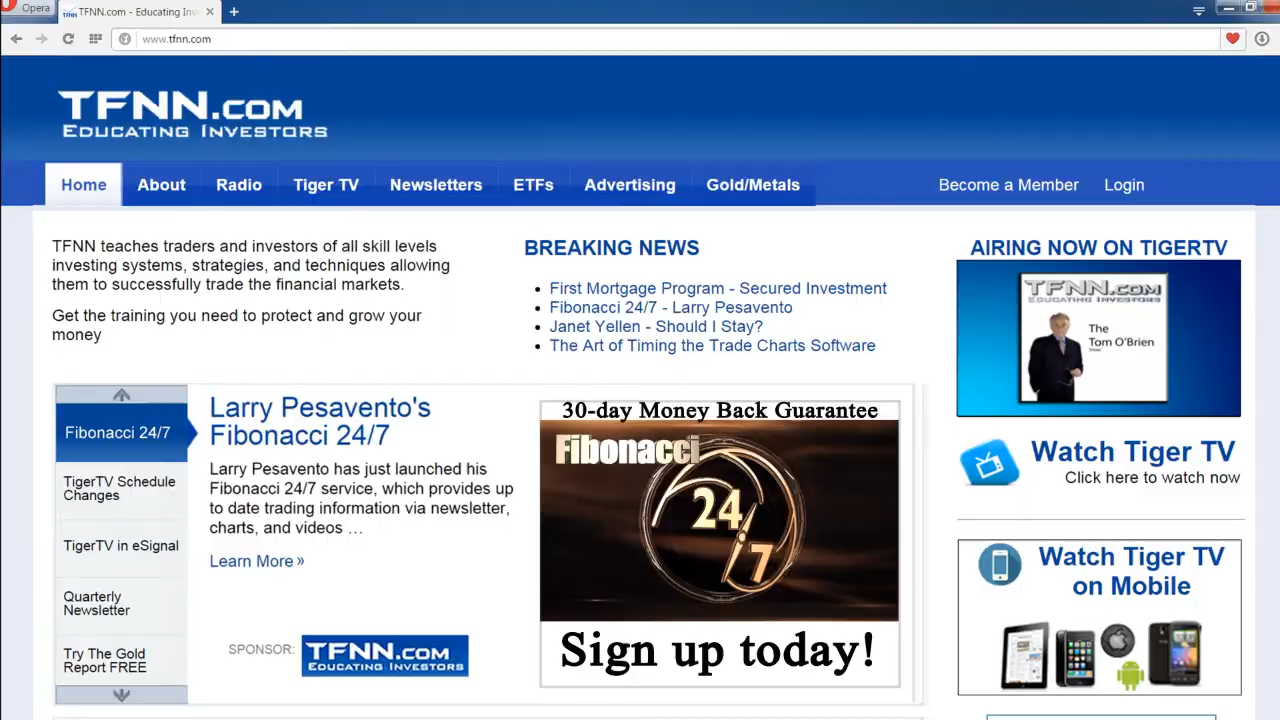 Opera
TFNN.com - Educating Inv
www.tfnn.com
TFNN.COM
EDUCATING INVESTORS
Home
About
Radio
Tiger TV
Newsletters
ETFs
Advertising
Gold/Metals
Become a Member
Login
TFNN teaches traders and investors of all skill levels
investing systems, strategies, and techniques allowing
them to successfully trade the financial markets.
Get the training you need to protect and grow your
money
BREAKING NEWS
First Mortgage Program - Secured Investment
Fibonacci 24/7 - Larry Pesavento
Janet Yellen - Should I Stay?
The Art of Timing the Trade Charts Software
AIRING NOW ON TIGERTV
TFNN.COM
EDUCATING INVESTORS
The
Tom O'Brien
Show
Watch Tiger TV
Click here to watch now
Watch Tiger TV
on Mobile
Fibonacci 24/7
TigerTV Schedule
Changes
TigerTV in eSignal
Quarterly
Newsletter
Try The Gold
Report FREE
Larry Pesavento's
Fibonacci 24/7
Larry Pesavento has just launched his
Fibonacci 24/7 service, which provides up
to date trading information via newsletter,
charts, and videos …
Learn More »
SPONSOR:
TFNN.COM
EDUCATING INVESTORS
30-day Money Back Guarantee
Fibonacci
24
7
Sign up today!